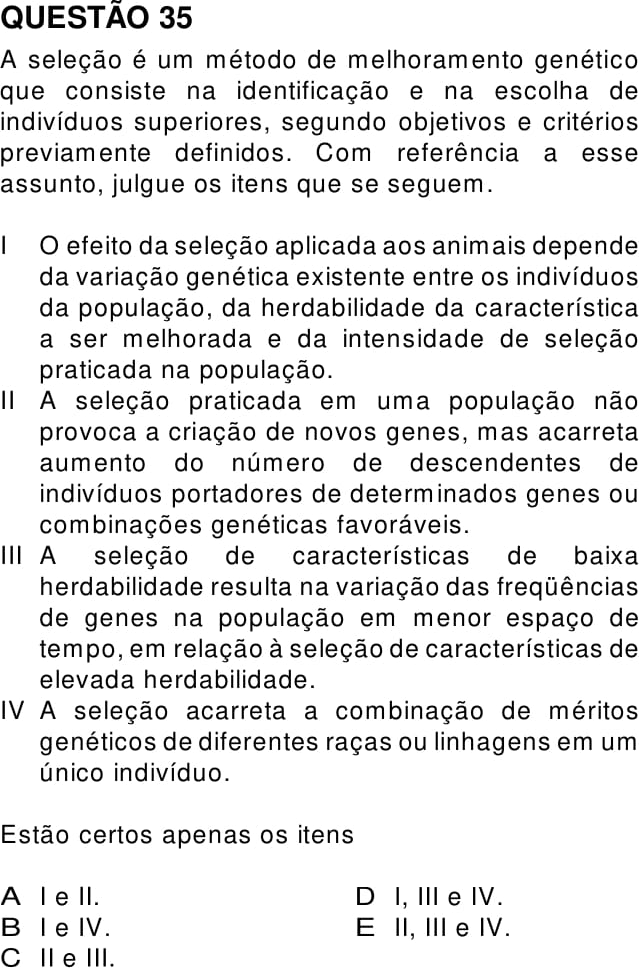 QUESTÃO 35
A seleção é um método de melhoramento genético
que consiste na identificação e na escolha de
indivíduos superiores, segundo objetivos e critérios
previamente definidos. Com referência a esse
assunto, julgue os itens que se seguem.
I O efeito da seleção aplicada aos animais depende
da variação genética existente entre os indivíduos
da população, da herdabilidade da característica
a ser melhorada e da intensidade de seleção
praticada na população.
II A seleção praticada em uma população não
provoca a criação de novos genes, mas acarreta
aumento do número de descendentes de
indivíduos portadores de determinados genes ou
combinações genéticas favoráveis.
III A seleção de características de baixa
herdabilidade resulta na variação das freqüências
de genes na população em menor espaço de
tempo, em relação à seleção de características de
elevada herdabilidade.
IV A seleção acarreta a combinação de méritos
genéticos de diferentes raças ou linhagens em um
único indivíduo.
Estão certos apenas os itens
A I e II.
B I e IV.
C II e III.
D I, III e IV.
E II, III e IV.